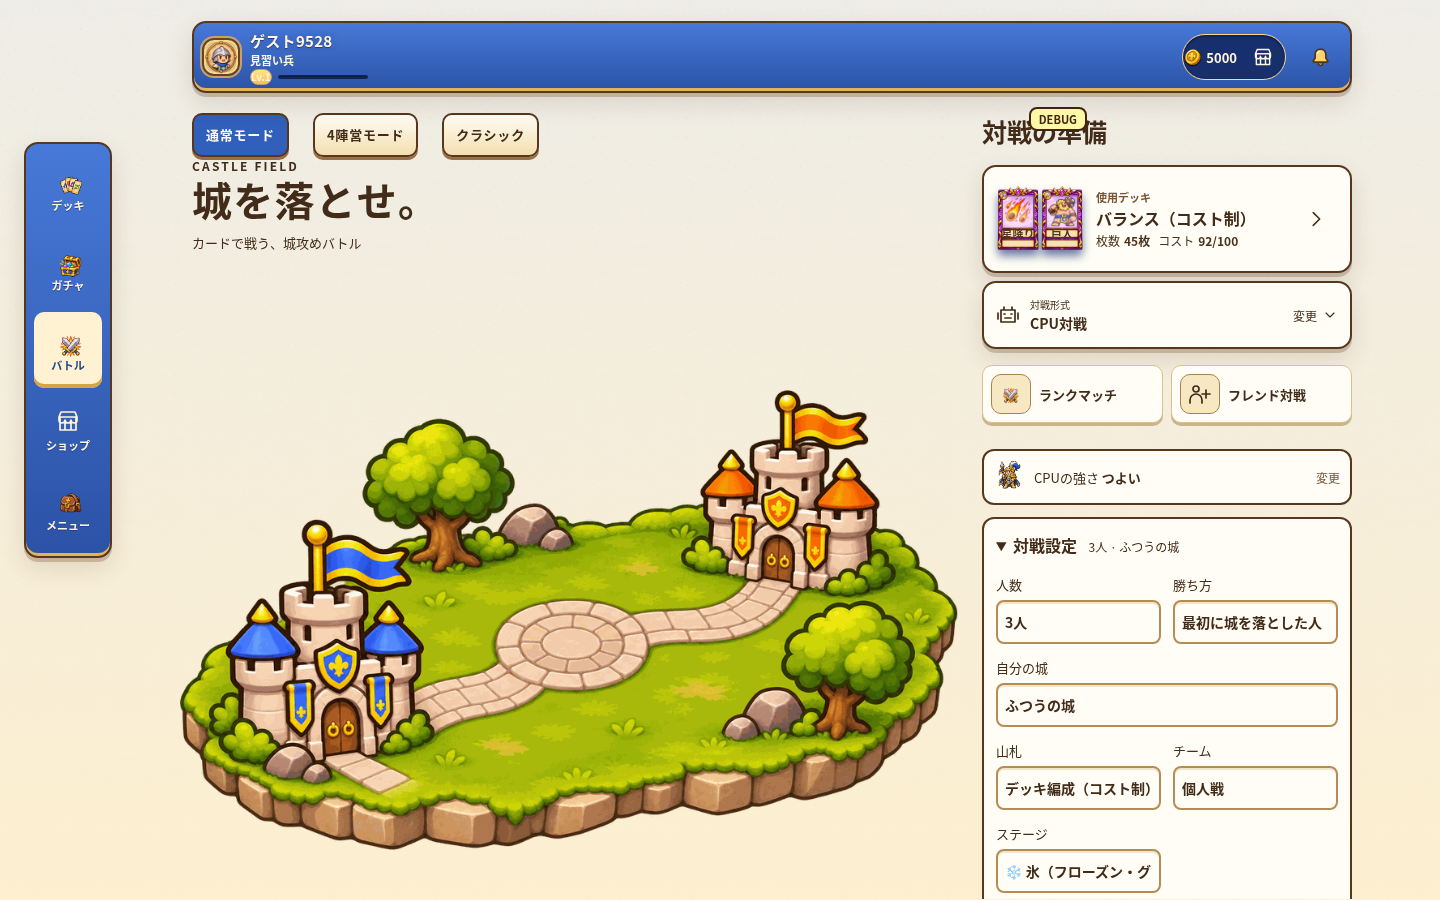 ゲスト9528
見習い兵
Lv.1
5000
デッキ
ガチャ
バトル
ショップ
メニュー
通常モード
4陣営モード
クラシック
CASTLE FIELD
城を落とせ。
カードで戦う、城攻めバトル
DEBUG
対戦の準備
星降り
巨人
使用デッキ
バランス（コスト制）
枚数 45枚 コスト 92/100
対戦形式
CPU対戦
変更
ランクマッチ
フレンド対戦
CPUの強さ つよい
変更
▼ 対戦設定 3人 · ふつうの城
人数
勝ち方
3人
最初に城を落とした人
自分の城
ふつうの城
山札
チーム
デッキ編成（コスト制）
個人戦
ステージ
❄️ 氷（フローズン・グ